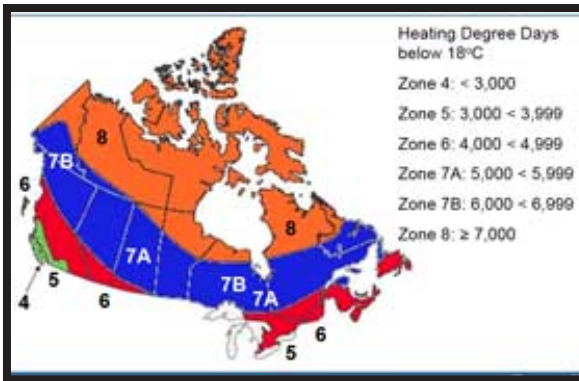 Heating Degree Days
below 18°C
Zone 4: < 3,000
Zone 5: 3,000 < 3,999
Zone 6: 4,000 < 4,999
Zone 7A: 5,000 < 5,999
Zone 7B: 6,000 < 6,999
Zone 8: ≥ 7,000
8
7B
6
8
7A
7B
7A
5
6
4
6
5